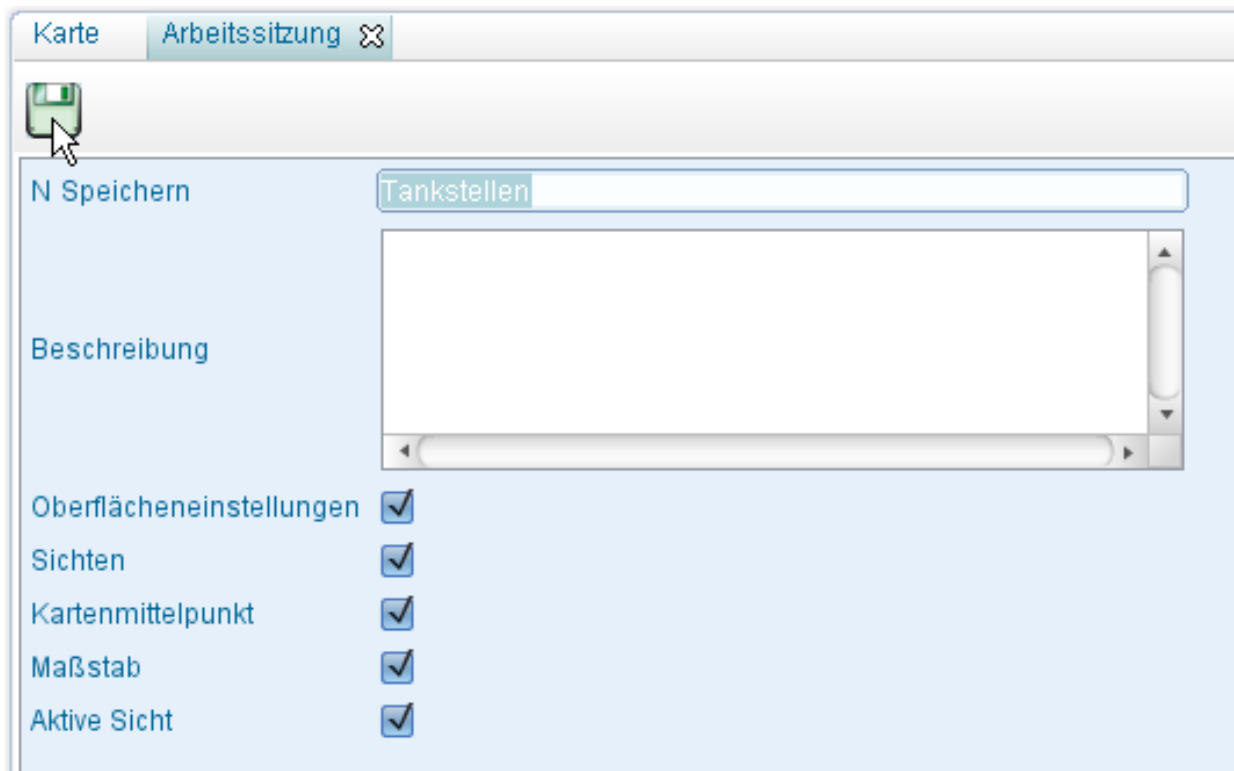 Karte Arbeitssitzung
N Speichern Tankstellen
Beschreibung
Oberflächeneinstellungen
Sichten
Kartenmittelpunkt
Maßstab
Aktive Sicht